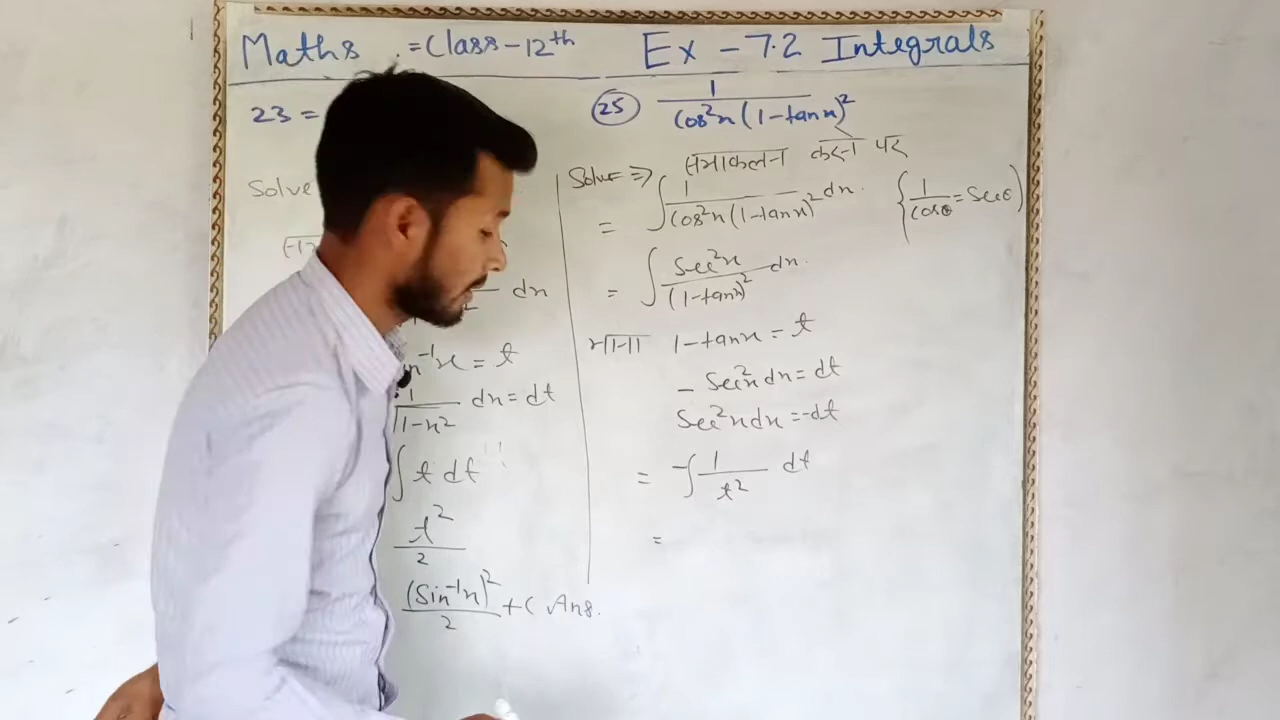 Maths = Class-12th Ex - 7.2 Integrals
23 =
Solve
dx
x = t
1/√(1-x²) dx = dt
∫ t dt
t²/2
(Sin⁻¹x)²/2 + C Ans.
(25) 1/(Cos²x(1-tanx)²)
Solve ⇒ समाकलन करने पर
= ∫ 1/(Cos²x(1-tanx)²) dx. {1/cosθ = Secθ}
= ∫ Sec²x/(1-tanx)² dx.
माना 1-tanx = t
- Sec²x dx = dt
Sec²x dx = -dt
= -∫ 1/t² dt
=